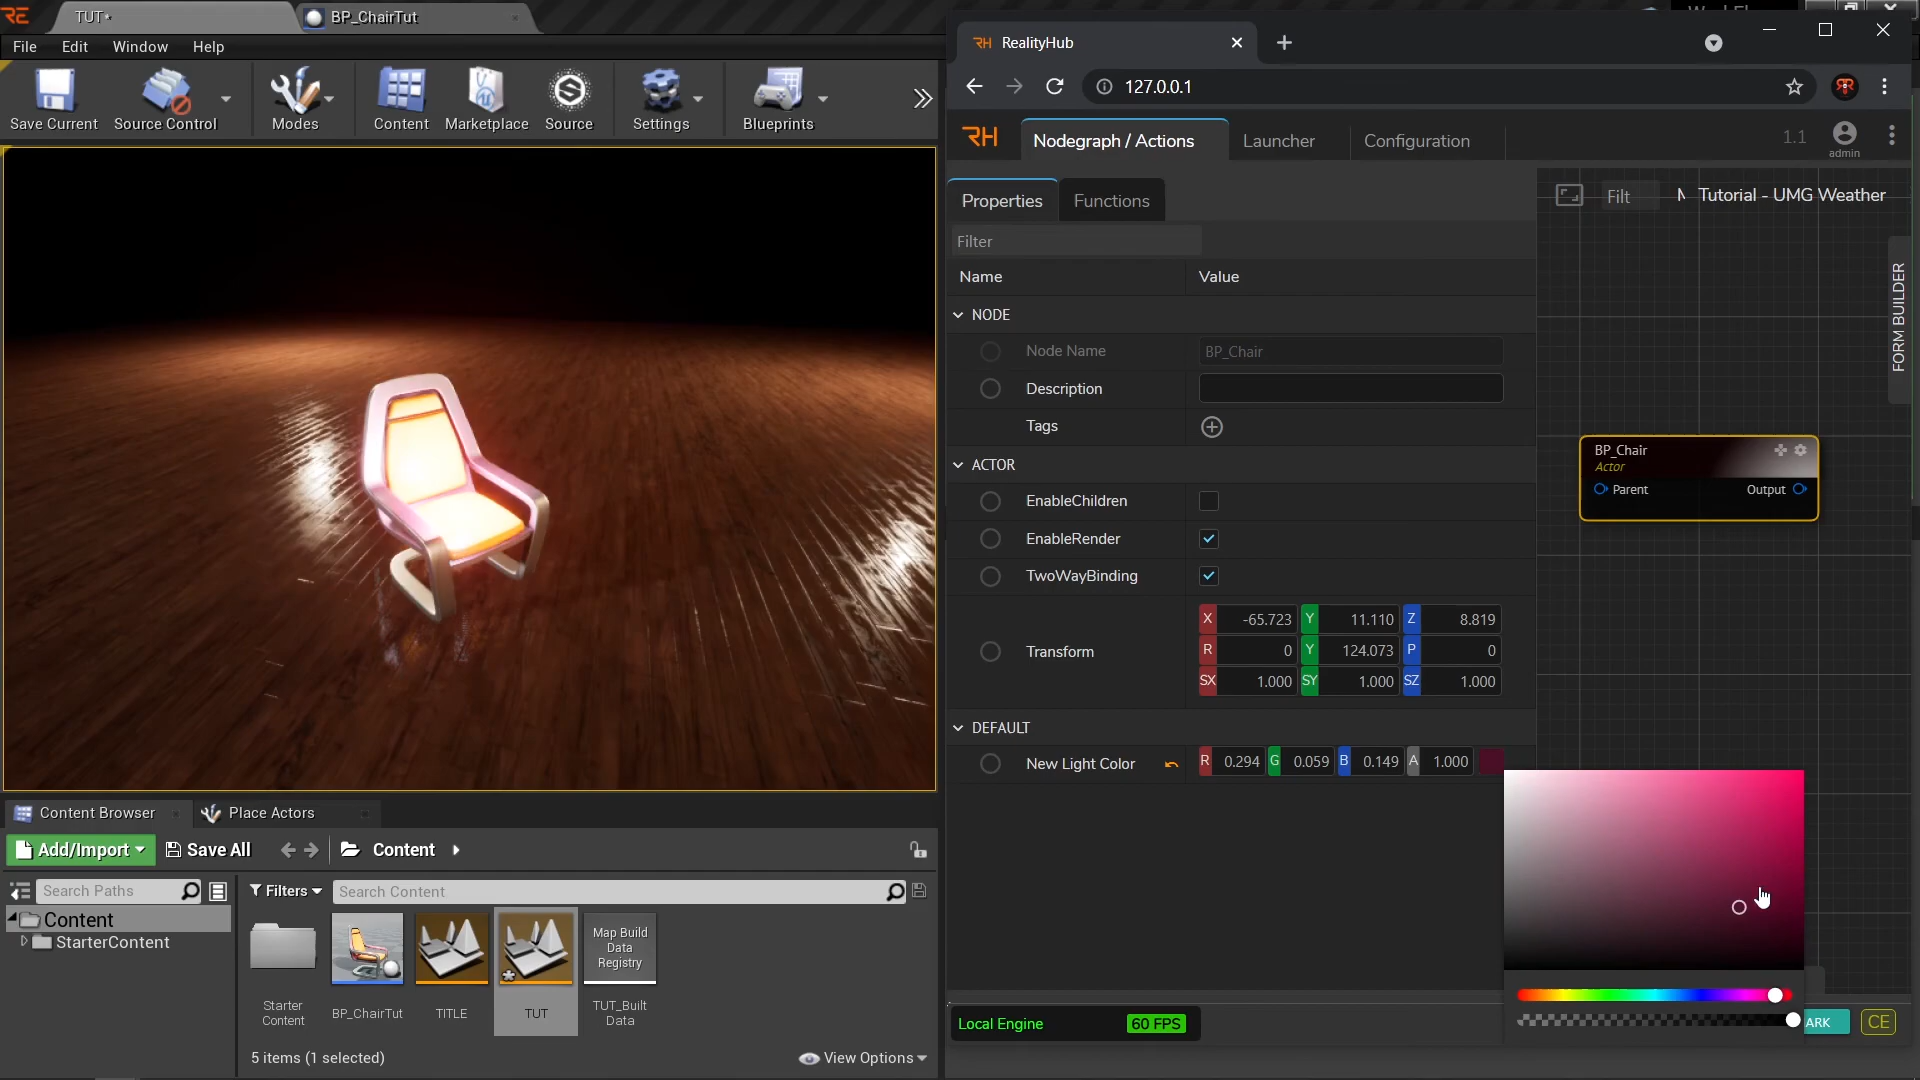 TUT*
BP_ChairTut
File Edit Window Help
Save Current
Source Control
Modes
Content
Marketplace
Source
Settings
Blueprints
Content Browser
Place Actors
Add/Import
Save All
Content
Search Paths
Filters
Search Content
Content
StarterContent
Starter
Content
BP_ChairTut
TITLE
TUT
Map Build
Data
Registry
TUT_Built
Data
5 items (1 selected)
View Options
RH RealityHub
127.0.0.1
RH
Nodegraph / Actions
Launcher
Configuration
1.1
admin
Properties
Functions
Filter
Name Value
NODE
Node Name BP_Chair
Description
Tags
ACTOR
EnableChildren
EnableRender
TwoWayBinding
Transform
X -65.723 Y 11.110 Z 8.819
R 0 Y 124.073 P 0
SX 1.000 SY 1.000 SZ 1.000
DEFAULT
New Light Color R 0.294 G 0.059 B 0.149 A 1.000
Filt
Tutorial - UMG Weather
FORM BUILDER
BP_Chair
Actor
Parent Output
Local Engine 60 FPS
ARK
CE